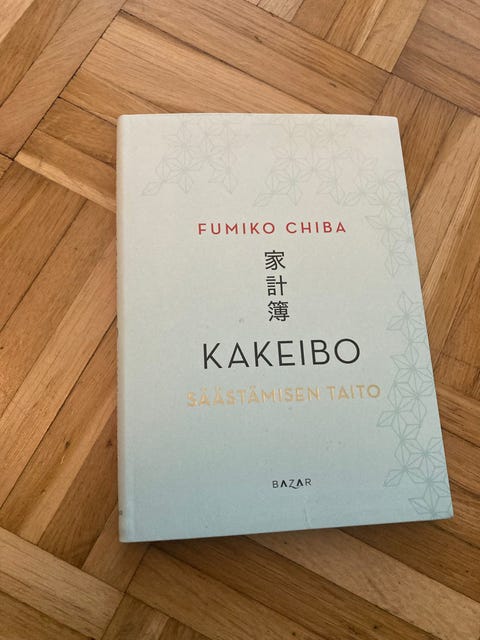 FUMIKO CHIBA
家
計
簿
KAKEIBO
SÄÄSTÄMISEN TAITO
BAZAR